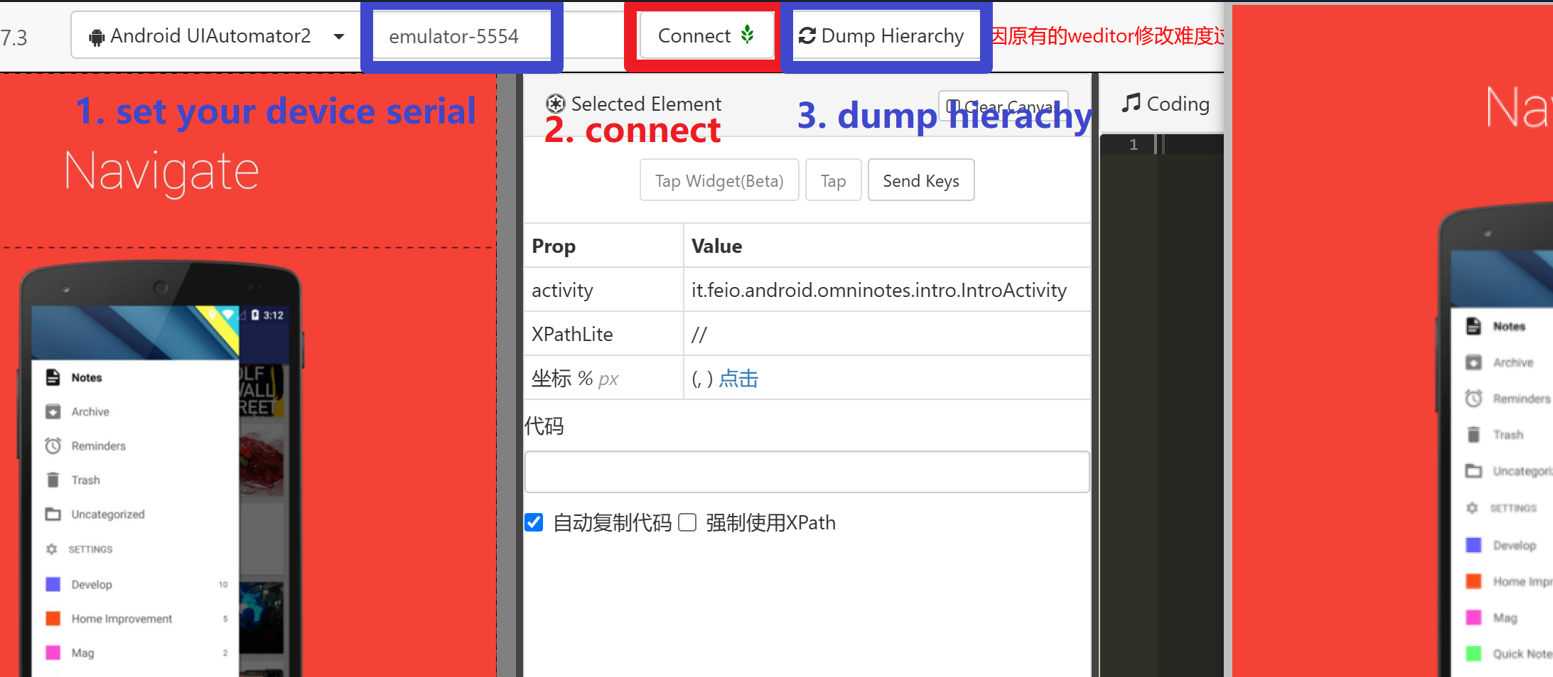 7.3
Android UIAutomator2
emulator-5554
Connect
Dump Hierarchy
因原有的weditor修改难度
1. set your device serial
2. connect
3. dump hierachy
Navigate
3:12
Notes
Archive
Reminders
Trash
Uncategorized
SETTINGS
Develop 10
Home Improvement 5
Mag 2
OLF
WALL
REET
Selected Element
Clear Canvas
Tap Widget(Beta)
Tap
Send Keys
Prop Value
activity it.feio.android.omninotes.intro.IntroActivity
XPathLite //
坐标 % px (, ) 点击
代码
自动复制代码 强制使用XPath
Coding
1
Na
Notes
Archive
Reminders
Trash
Uncategori
SETTINGS
Develop
Home Impr
Mag
Quick Note